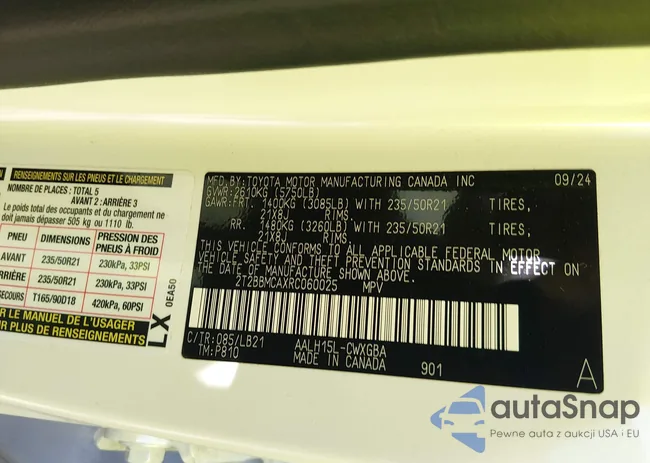 RENSEIGNEMENTS SUR LES PNEUS ET LE CHARGEMENT
NOMBRE DE PLACES: TOTAL 5
AVANT 2: ARRIÈRE 3
Le poids total des occupants et du chargement ne
doit jamais dépasser 505 kg ou 1110 lb.
PNEU DIMENSIONS PRESSION DES PNEUS À FROID
AVANT 235/50R21 230kPa, 33PSI
ARRIÈRE 235/50R21 230kPa, 33PSI
SECOURS T165/90D18 420kPa, 60PSI
LE MANUEL DE L'USAGER
UR PLUS DE RENSEIGNEMENTS
LX 0EA50
MFD.BY:TOYOTA MOTOR MANUFACTURING CANADA INC 09/24
GVWR:2610KG (5750LB)
GAWR:FRT. 1400KG (3085LB) WITH 235/50R21 TIRES,
21X8J RIMS,
RR. 1480KG (3260LB) WITH 235/50R21 TIRES,
21X8J RIMS,
THIS VEHICLE CONFORMS TO ALL APPLICABLE FEDERAL MOTOR
VEHICLE SAFETY AND THEFT PREVENTION STANDARDS IN EFFECT ON
THE DATE OF MANUFACTURE SHOWN ABOVE.
2T2BBMCAXRC060025 MPV
C/TR:085/LB21 AALH15L-CWXGBA
TM:P810 MADE IN CANADA 901 A
autaSnap
Pewne auta z aukcji USA i EU